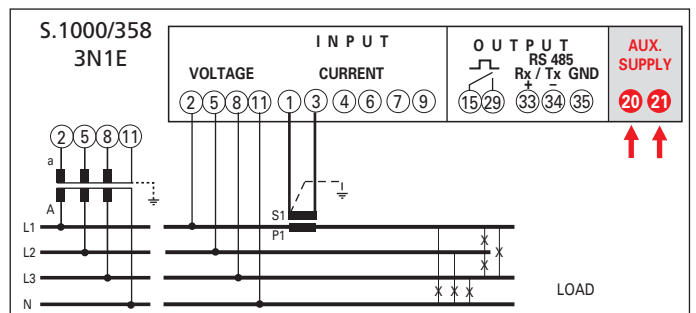 S.1000/358
3N1E
I N P U T
VOLTAGE CURRENT
2 5 8 11 1 3 4 6 7 9
O U T P U T
RS 485
Rx / Tx GND
+ −
15 29 33 34 35
AUX.
SUPPLY
20 21
2 5 8 11
a
A
S1
P1
L1
L2
L3
N
X
X
X
X X X
LOAD